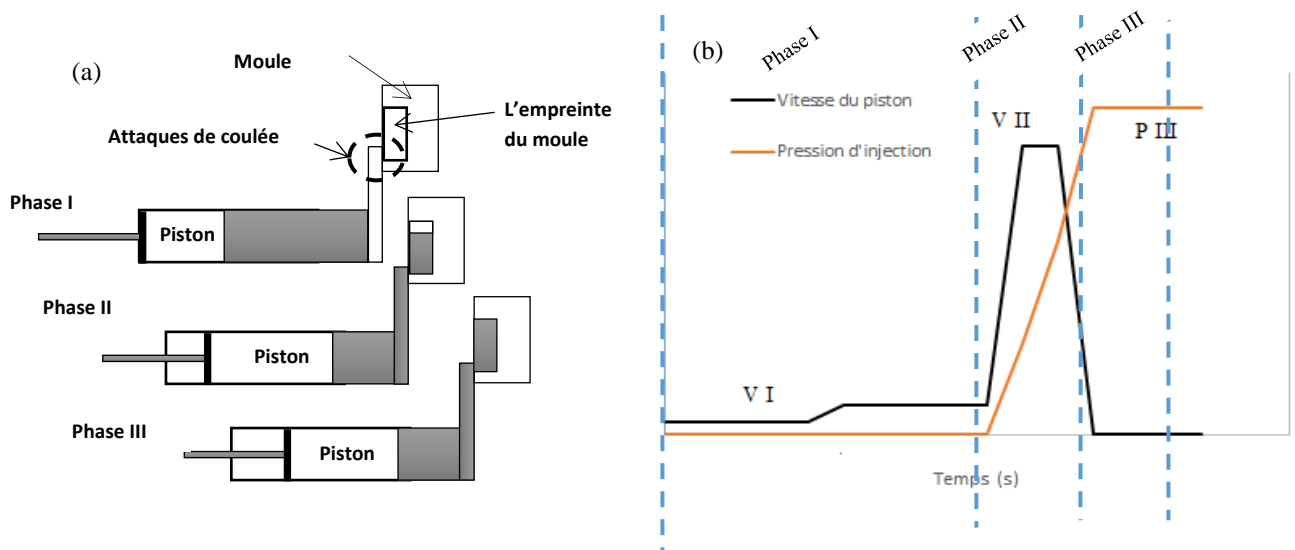 (a)
Moule
L'empreinte
du moule
Attaques de coulée
Phase I
Piston
Phase II
Piston
Phase III
Piston
(b)
Phase I
Phase II
Phase III
Vitesse du piston
Pression d'injection
V II
P III
V I
Temps (s)